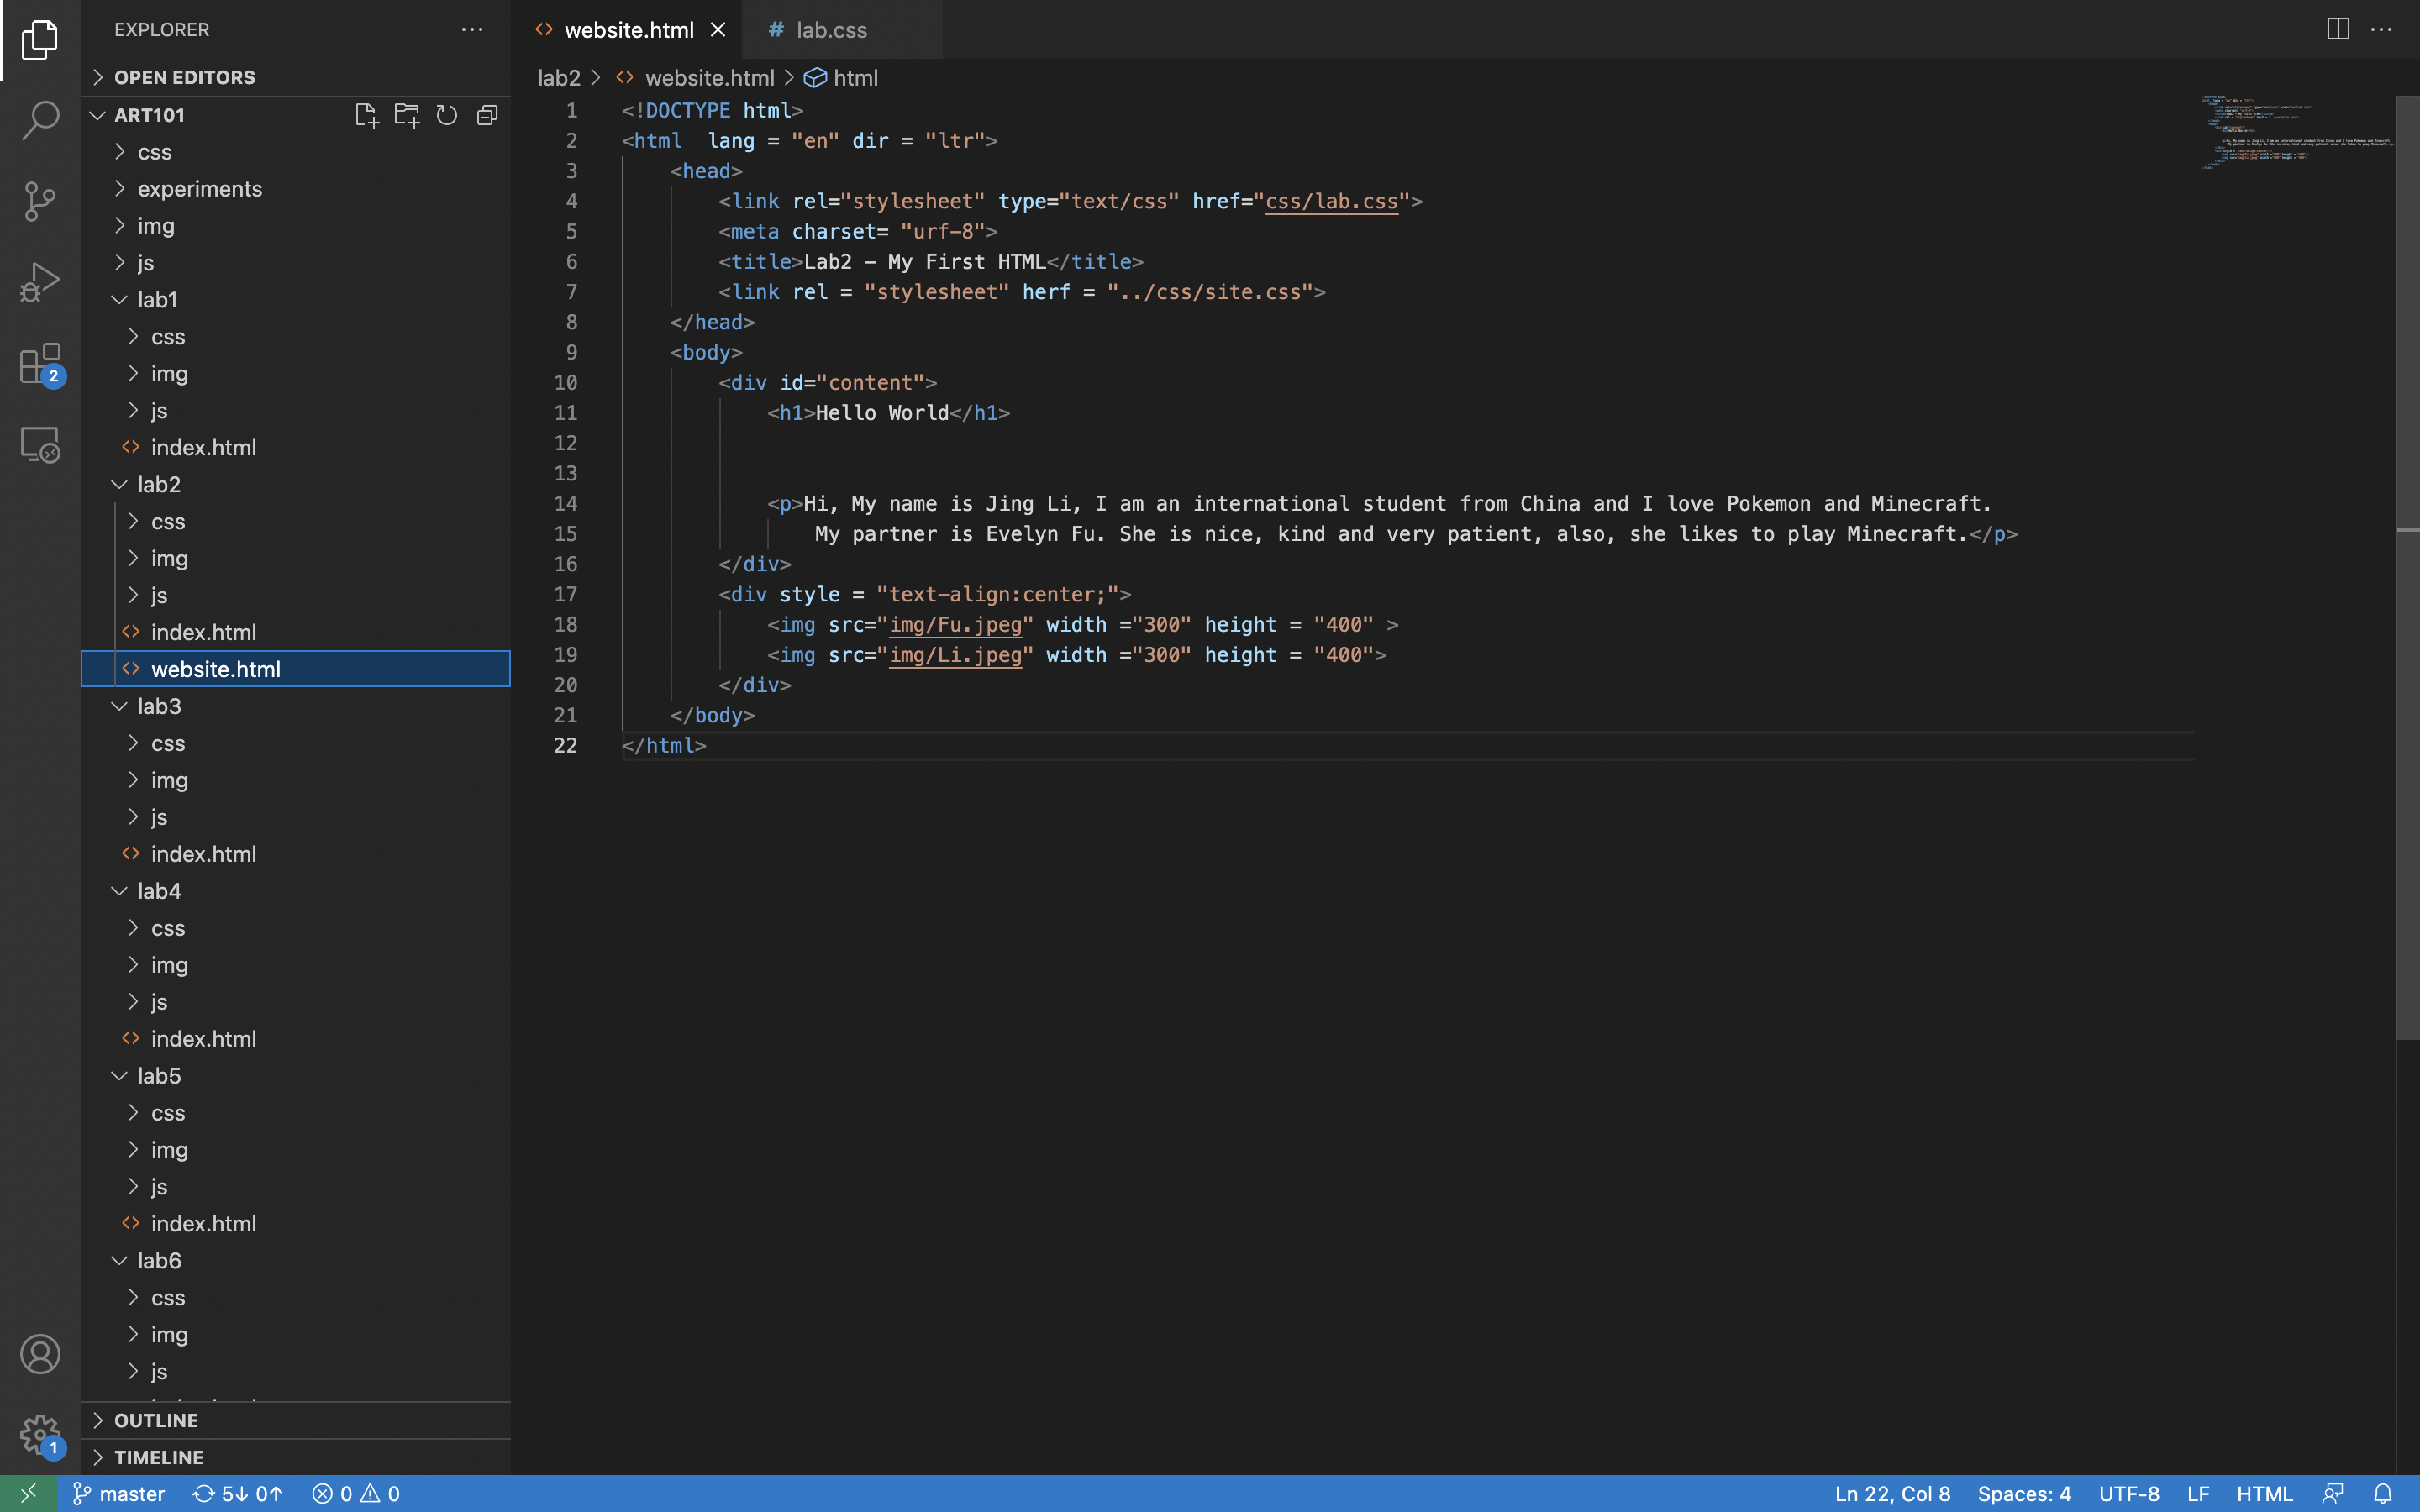 EXPLORER
OPEN EDITORS
ART101
css
experiments
img
js
lab1
css
img
js
index.html
lab2
css
img
js
index.html
website.html
lab3
css
img
js
index.html
lab4
css
img
js
index.html
lab5
css
img
js
index.html
lab6
css
img
js
OUTLINE
TIMELINE
2
1
website.html
# lab.css
lab2 > website.html > html
1 <!DOCTYPE html>
2 <html  lang = "en" dir = "ltr">
3     <head>
4         <link rel="stylesheet" type="text/css" href="css/lab.css">
5         <meta charset= "urf-8">
6         <title>Lab2 - My First HTML</title>
7         <link rel = "stylesheet" herf = "../css/site.css">
8     </head>
9     <body>
10         <div id="content">
11             <h1>Hello World</h1>
12
13
14             <p>Hi, My name is Jing Li, I am an international student from China and I love Pokemon and Minecraft.
15                 My partner is Evelyn Fu. She is nice, kind and very patient, also, she likes to play Minecraft.</p>
16         </div>
17         <div style = "text-align:center;">
18             <img src="img/Fu.jpeg" width ="300" height = "400" >
19             <img src="img/Li.jpeg" width ="300" height = "400">
20         </div>
21     </body>
22 </html>
master 5↓ 0↑ 0 0 Ln 22, Col 8 Spaces: 4 UTF-8 LF HTML